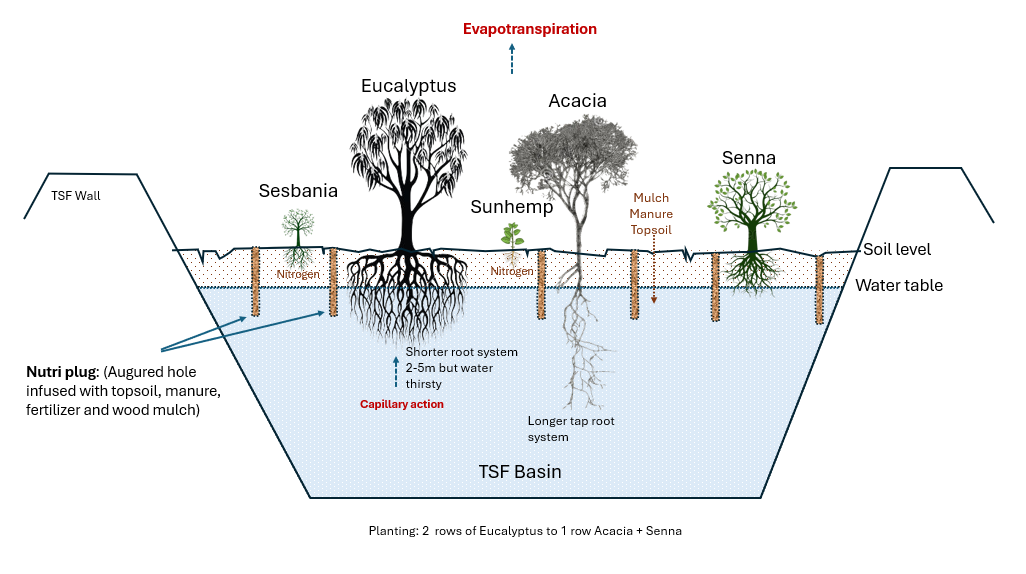 Evapotranspiration
Eucalyptus
Acacia
Senna
Sesbania
TSF Wall
Sunhemp
Mulch
Manure
Topsoil
Soil level
Nitrogen
Nitrogen
Water table
Nutri plug: (Augured hole
infused with topsoil, manure,
fertilizer and wood mulch)
Shorter root system
2-5m but water
thirsty
Capillary action
Longer tap root
system
TSF Basin
Planting: 2 rows of Eucalyptus to 1 row Acacia + Senna